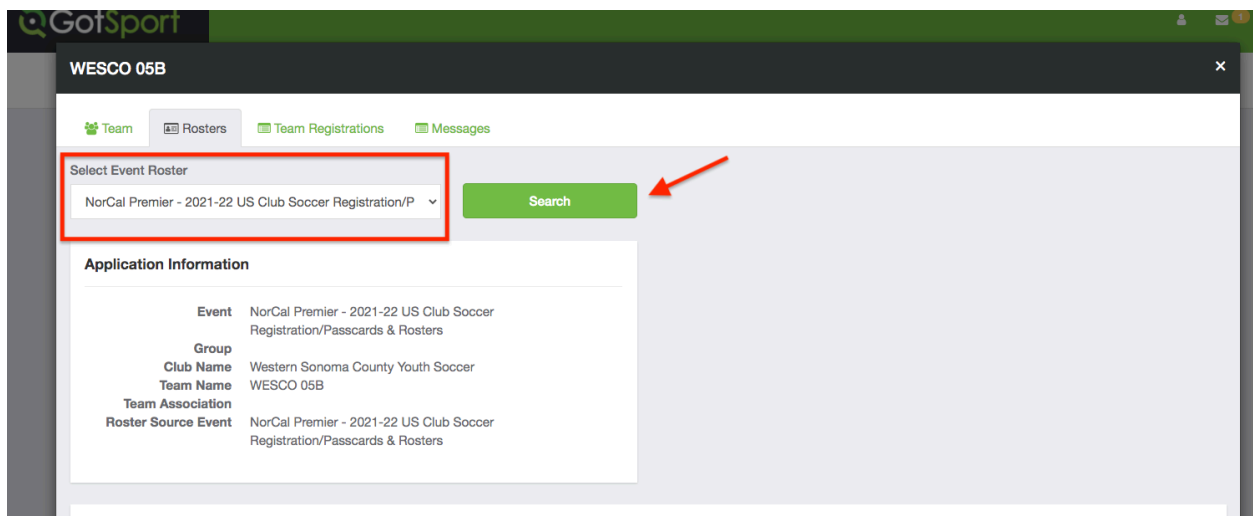 GotSport
1
WESCO 05B ×
Team Rosters Team Registrations Messages
Select Event Roster
NorCal Premier - 2021-22 US Club Soccer Registration/P Search
Application Information
Event NorCal Premier - 2021-22 US Club Soccer
Registration/Passcards & Rosters
Group
Club Name Western Sonoma County Youth Soccer
Team Name WESCO 05B
Team Association
Roster Source Event NorCal Premier - 2021-22 US Club Soccer
Registration/Passcards & Rosters